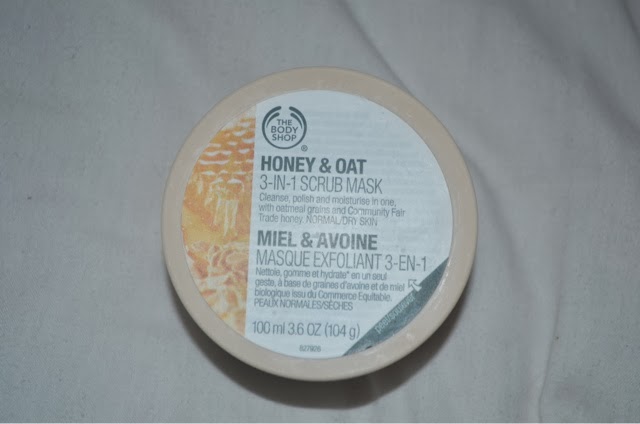 THE
BODY
SHOP
®
HONEY & OAT
3-IN-1 SCRUB MASK
Cleanse, polish and moisturise in one,
with oatmeal grains and Community Fair
Trade honey. NORMAL/DRY SKIN
MIEL & AVOINE
MASQUE EXFOLIANT 3-EN-1
Nettoie, gomme et hydrate* en un seul
geste, à base de graines d'avoine et de miel
biologique issu du Commerce Equitable.
PEAUX NORMALES/SÈCHES
100 ml 3.6 OZ (104 g)